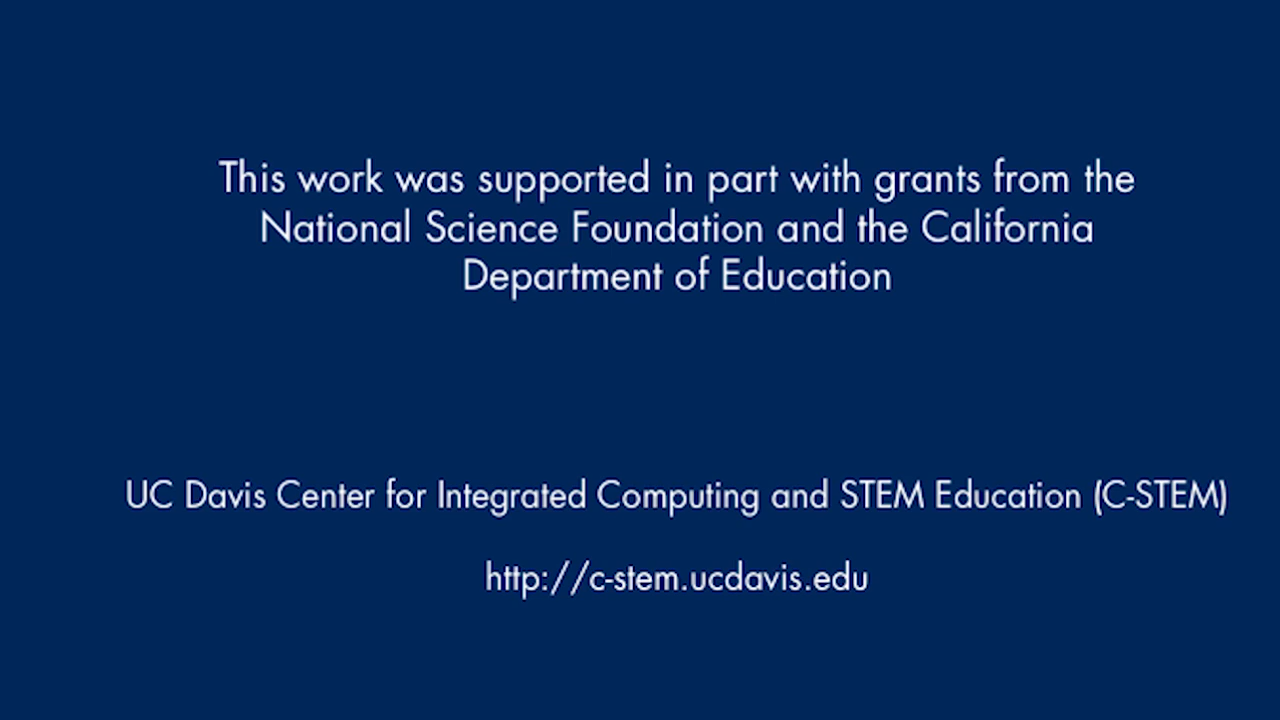 This work was supported in part with grants from the
National Science Foundation and the California
Department of Education
UC Davis Center for Integrated Computing and STEM Education (C-STEM)
http://c-stem.ucdavis.edu